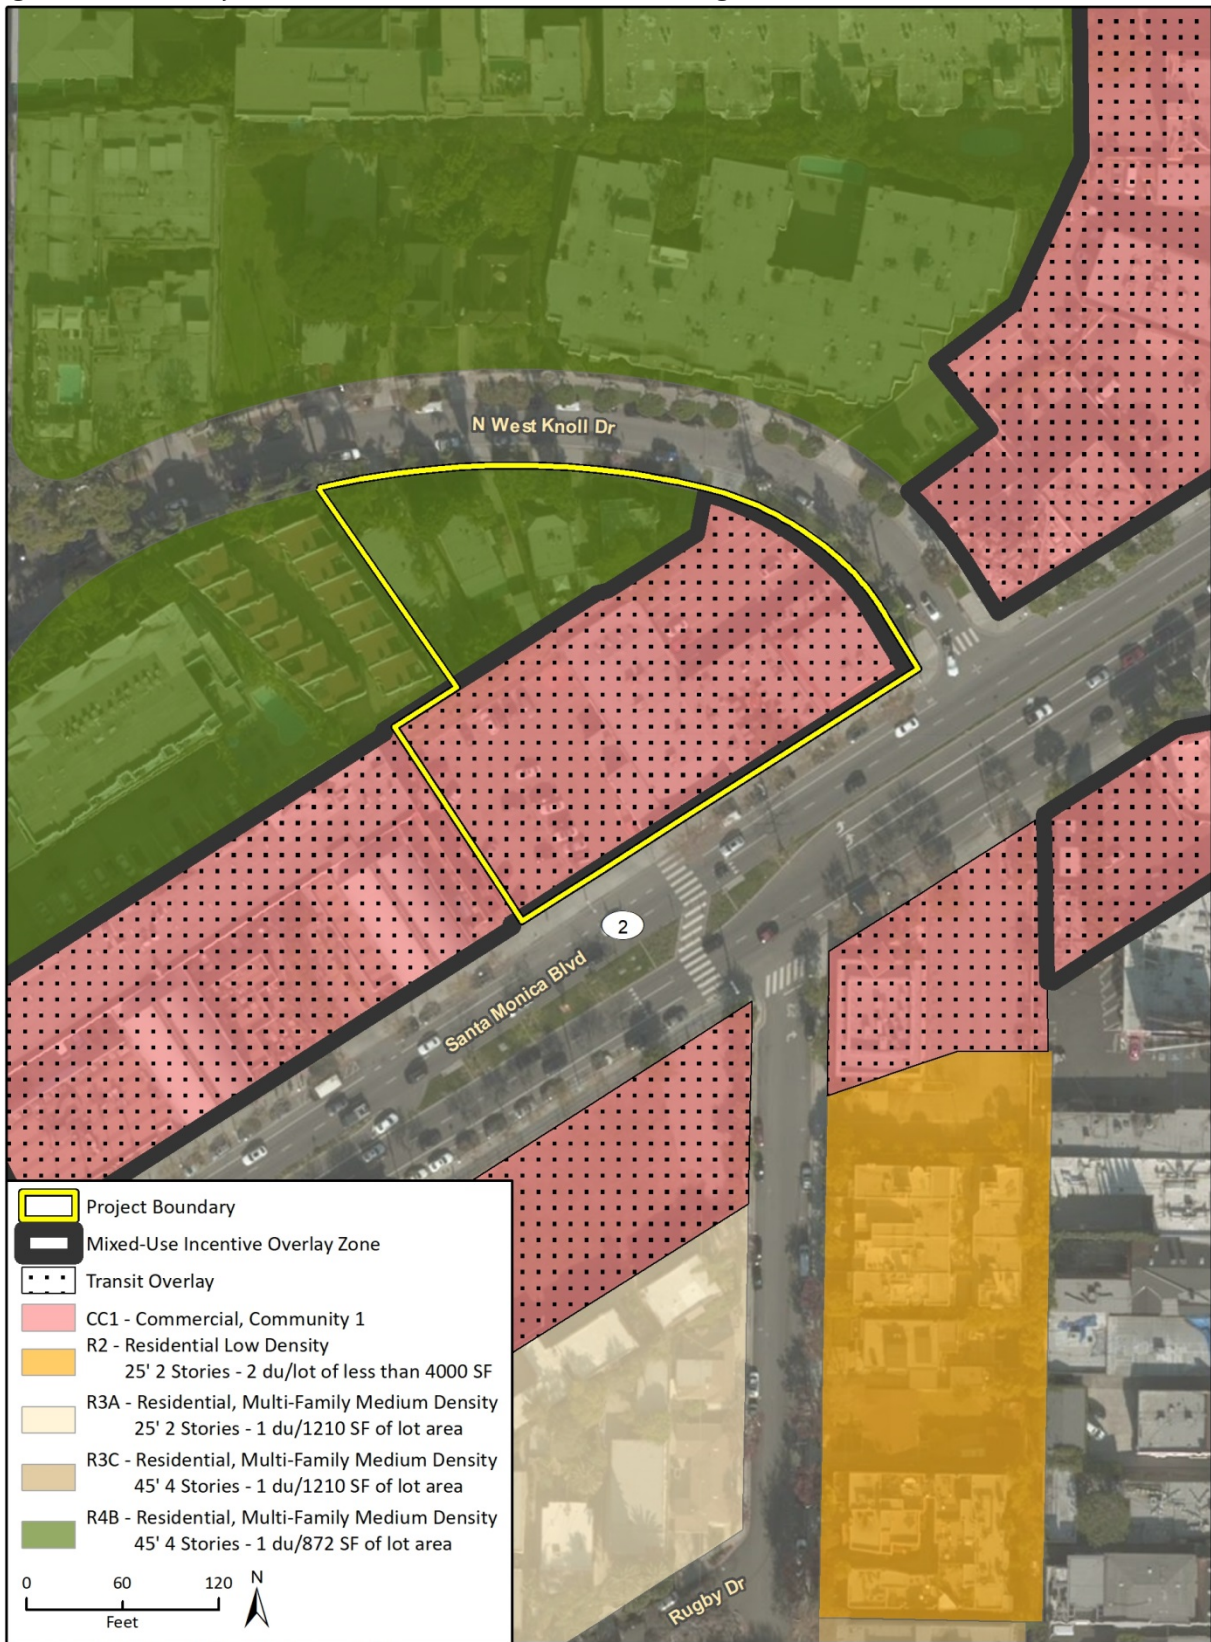 N West Knoll Dr
2
Santa Monica Blvd
Project Boundary
Mixed-Use Incentive Overlay Zone
Transit Overlay
CC1 - Commercial, Community 1
R2 - Residential Low Density
25' 2 Stories - 2 du/lot of less than 4000 SF
R3A - Residential, Multi-Family Medium Density
25' 2 Stories - 1 du/1210 SF of lot area
R3C - Residential, Multi-Family Medium Density
45' 4 Stories - 1 du/1210 SF of lot area
R4B - Residential, Multi-Family Medium Density
45' 4 Stories - 1 du/872 SF of lot area
0 60 120 N
Feet
Rugby Dr